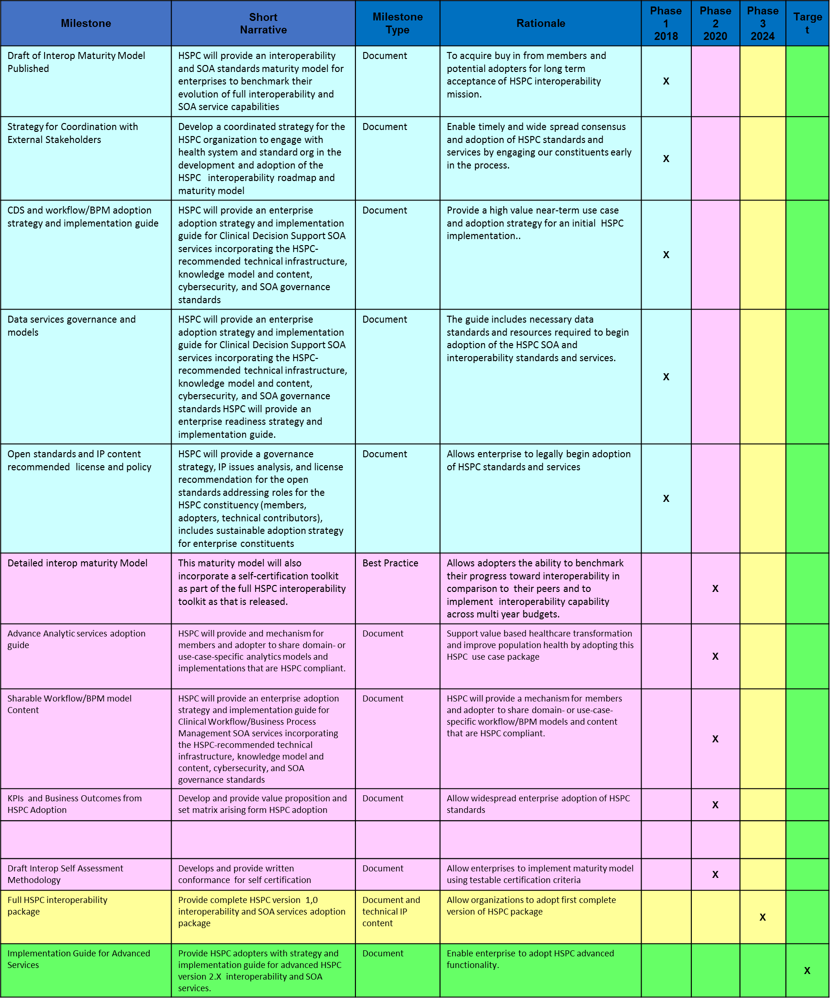 Milestone
Short
Narrative
Milestone
Type
Rationale
Phase
1
2018
Phase
2
2020
Phase
3
2024
Targe
t
Draft of Interop Maturity Model
Published
HSPC will provide an interoperability
and SOA standards maturity model for
enterprises to benchmark their
evolution of full interoperability and
SOA service capabilities
Document
To acquire buy in from members and
potential adopters for long term
acceptance of HSPC interoperability
mission.
X
Strategy for Coordination with
External Stakeholders
Develop a coordinated strategy for the
HSPC organization to engage with
health system and standard org in the
development and adoption of the
HSPC interoperability roadmap and
maturity model
Document
Enable timely and wide spread consensus
and adoption of HSPC standards and
services by engaging our constituents early
in the process.
X
CDS and workflow/BPM adoption
strategy and implementation guide
HSPC will provide an enterprise
adoption strategy and implementation
guide for Clinical Decision Support SOA
services incorporating the HSPC-
recommended technical infrastructure,
knowledge model and content,
cybersecurity, and SOA governance
standards
Document
Provide a high value near-term use case
and adoption strategy for an initial HSPC
implementation..
X
Data services governance and
models
HSPC will provide an enterprise
adoption strategy and implementation
guide for Clinical Decision Support SOA
services incorporating the HSPC-
recommended technical infrastructure,
knowledge model and content,
cybersecurity, and SOA governance
standards HSPC will provide an
enterprise readiness strategy and
implementation guide.
Document
The guide includes necessary data
standards and resources required to begin
adoption of the HSPC SOA and
interoperability standards and services.
X
Open standards and IP content
recommended license and policy
HSPC will provide a governance
strategy, IP issues analysis, and license
recommendation for the open
standards addressing roles for the
HSPC constituency (members,
adopters, technical contributors),
includes sustainable adoption strategy
for enterprise constituents
Document
Allows enterprise to legally begin adoption
of HSPC standards and services
X
Detailed interop maturity Model
This maturity model will also
incorporate a self-certification toolkit
as part of the full HSPC interoperability
toolkit as that is released.
Best Practice
Allows adopters the ability to benchmark
their progress toward interoperability in
comparison to their peers and to
implement interoperability capability
across multi year budgets.
X
Advance Analytic services adoption
guide
HSPC will provide and mechanism for
members and adopter to share domain- or
use-case-specific analytics models and
implementations that are HSPC compliant.
Document
Support value based healthcare transformation
and improve population health by adopting this
HSPC use case package
X
Sharable Workflow/BPM model
Content
HSPC will provide an enterprise adoption
strategy and implementation guide for
Clinical Workflow/Business Process
Management SOA services incorporating
the HSPC-recommended technical
infrastructure, knowledge model and
content, cybersecurity, and SOA
governance standards
Document
HSPC will provide a mechanism for members
and adopter to share domain- or use-case-
specific workflow/BPM models and content
that are HSPC compliant.
X
KPIs and Business Outcomes from
HSPC Adoption
Develop and provide value proposition and
set matrix arising form HSPC adoption
Document
Allow widespread enterprise adoption of HSPC
standards
X
Draft Interop Self Assessment
Methodology
Develops and provide written
conformance for self certification
Document
Allow enterprises to implement maturity model
using testable certification criteria
X
Full HSPC interoperability
package
Provide complete HSPC version 1,0
interoperability and SOA services adoption
package
Document and
technical IP
content
Allow organizations to adopt first complete
version of HSPC package
X
Implementation Guide for Advanced
Services
Provide HSPC adopters with strategy and
implementation guide for advanced HSPC
version 2.X interoperability and SOA
services.
Document
Enable enterprise to adopt HSPC advanced
functionality.
X